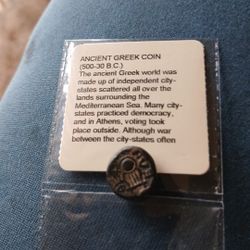 ANCIENT GREEK COIN
(500-30 B.C.)
The ancient Greek world was
made up of independent city-
states scattered all over the
lands surrounding the
Mediterranean Sea. Many city-
states practiced democracy,
and in Athens, voting took
place outside. Although war
between the city-states often